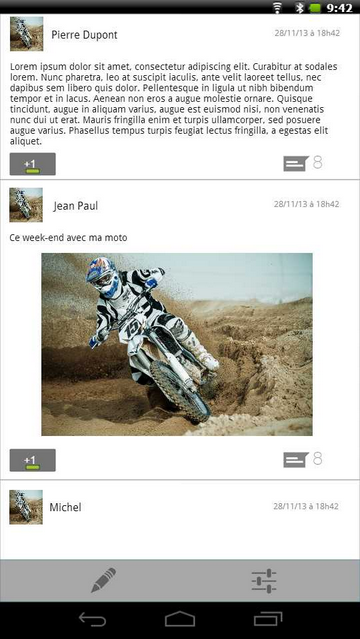 9:42
Pierre Dupont
28/11/13 à 18h42
Lorem ipsum dolor sit amet, consectetur adipiscing elit. Curabitur at sodales
lorem. Nunc pharetra, leo at suscipit iaculis, ante velit laoreet tellus, nec
dapibus sem libero quis dolor. Pellentesque in ligula ut nibh bibendum
tempor et in lacus. Aenean non eros a augue molestie ornare. Quisque
tincidunt, augue in aliquam varius, augue est euismod nisi, non venenatis
nunc dui ut erat. Mauris fringilla enim et turpis ullamcorper, sed posuere
augue varius. Phasellus tempus turpis feugiat lectus fringilla, a egestas elit
aliquet.
+1
8
Jean Paul
28/11/13 à 18h42
Ce week-end avec ma moto
+1
8
Michel
28/11/13 à 18h42